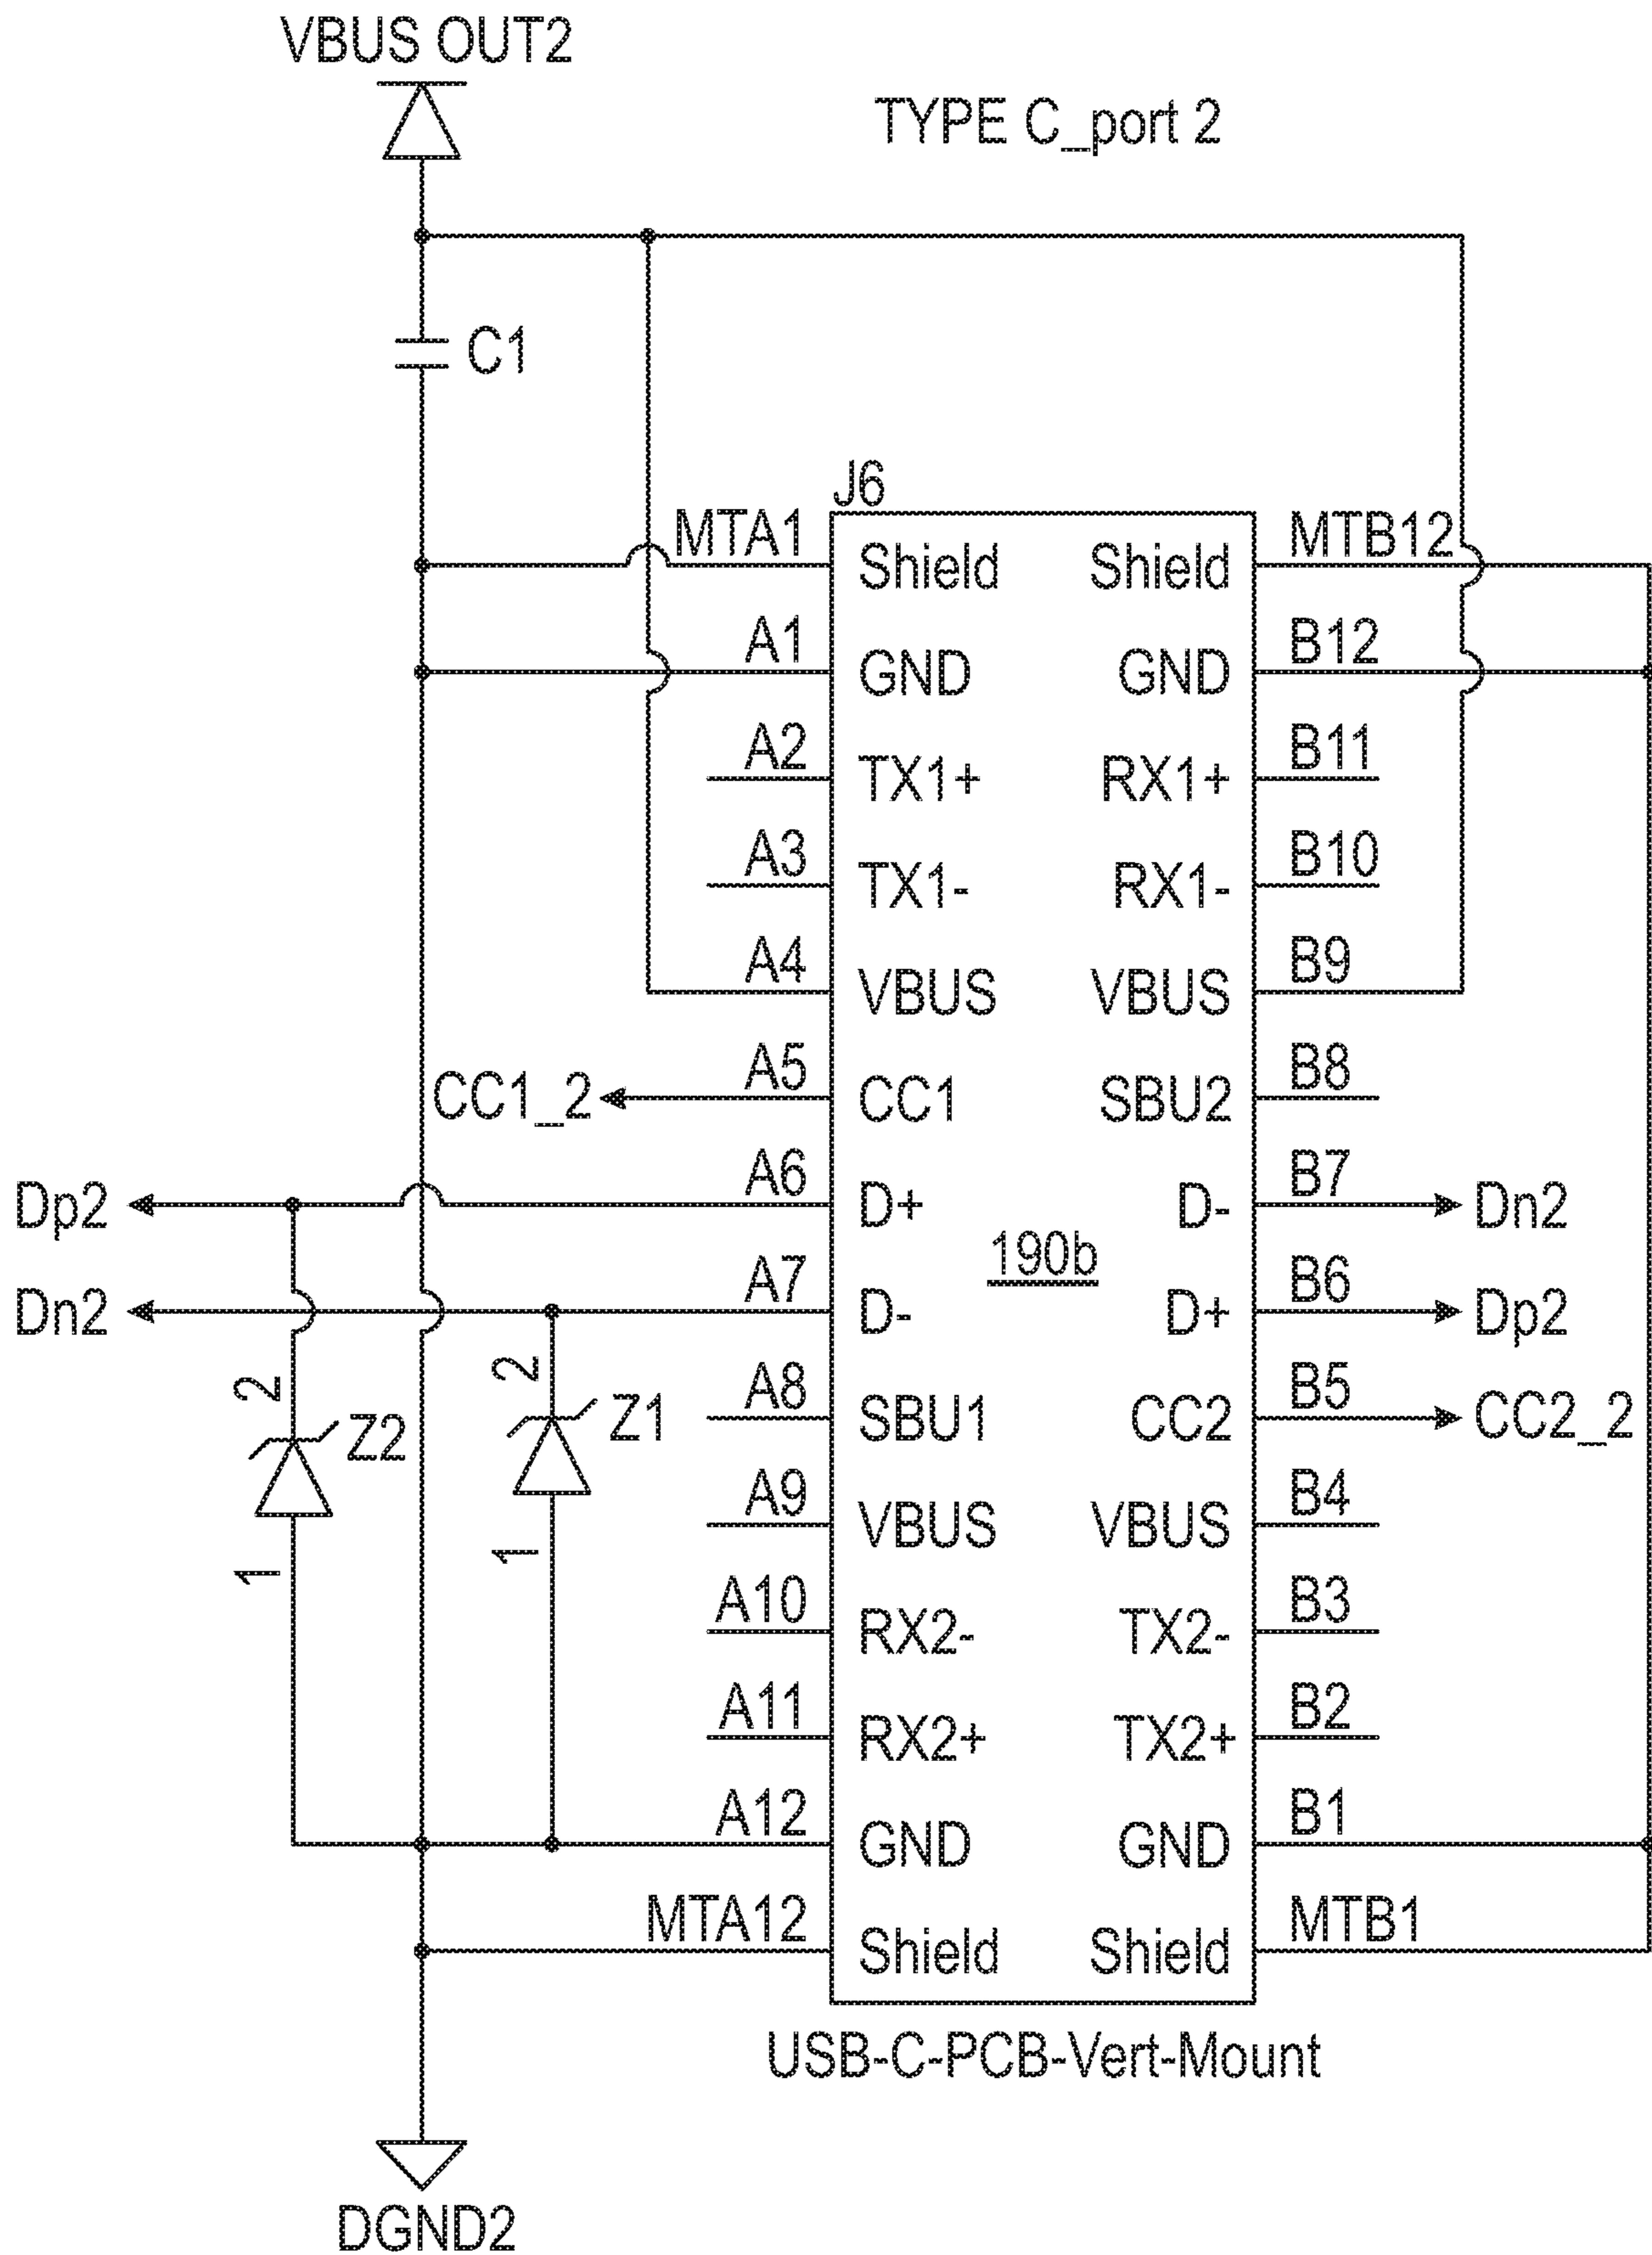 VBUS OUT2
TYPE C_port 2
C1
J6
MTA1 Shield Shield MTB12
A1 GND GND B12
A2 TX1+ RX1+ B11
A3 TX1- RX1- B10
A4 VBUS VBUS B9
CC1_2 A5 CC1 SBU2 B8
Dp2 A6 D+ D- B7 Dn2
190b
Dn2 A7 D- D+ B6 Dp2
2 Z2 2 Z1 A8 SBU1 CC2 B5 CC2_2
1 1 A9 VBUS VBUS B4
A10 RX2- TX2- B3
A11 RX2+ TX2+ B2
A12 GND GND B1
MTA12 Shield Shield MTB1
USB-C-PCB-Vert-Mount
DGND2